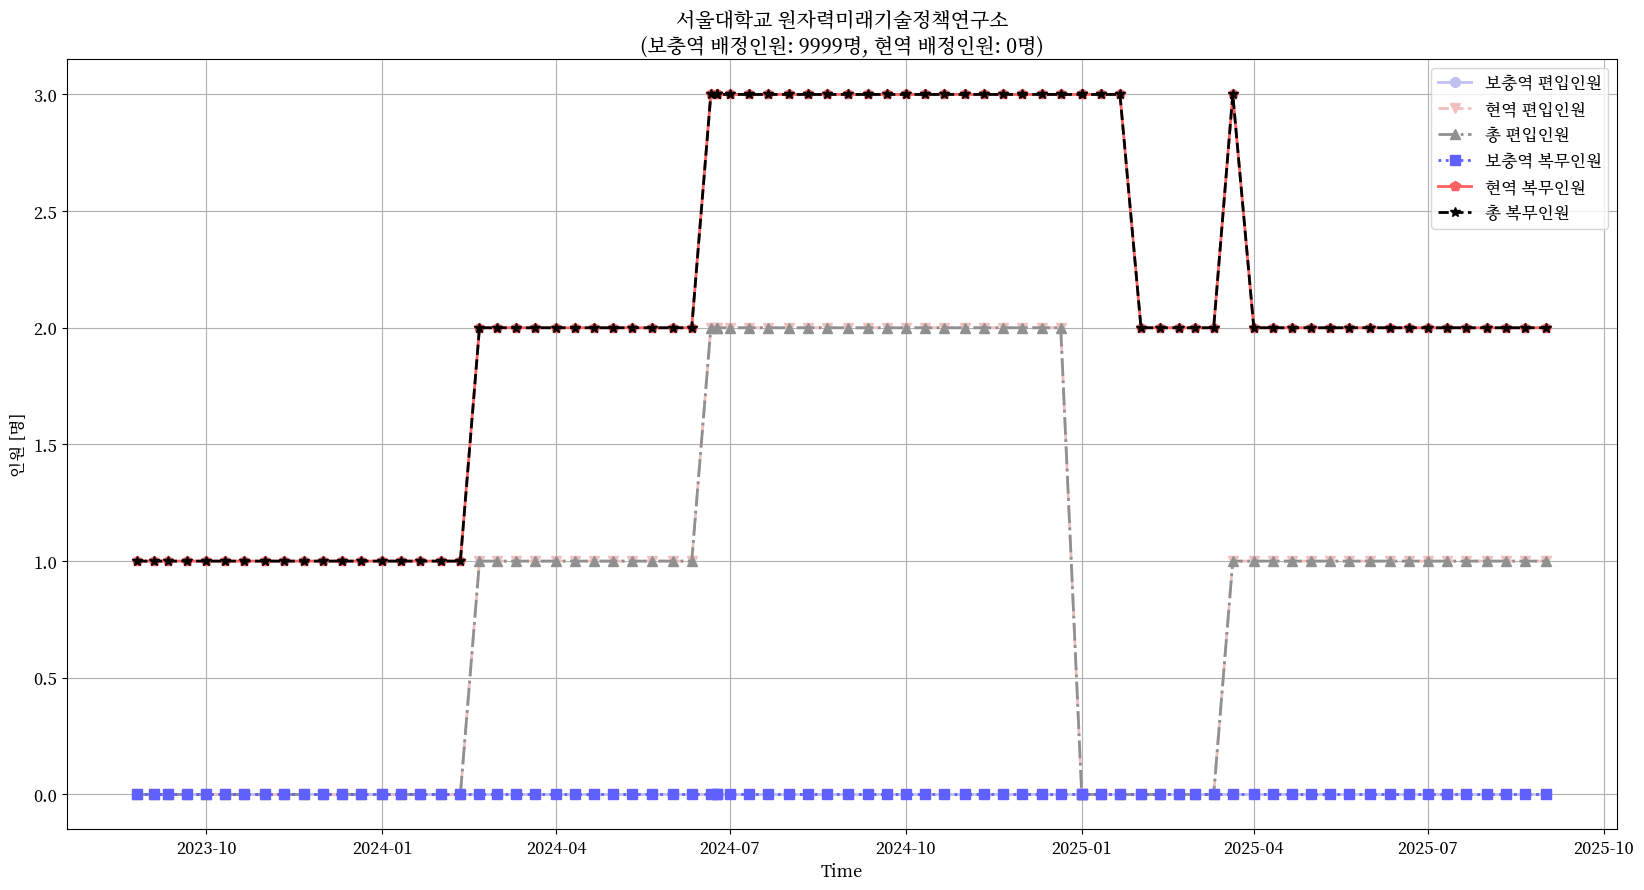 서울대학교 원자력미래기술정책연구소
(보충역 배정인원: 9999명, 현역 배정인원: 0명)
보충역 편입인원
현역 편입인원
총 편입인원
보충역 복무인원
현역 복무인원
총 복무인원
인원 [명]
3.0
2.5
2.0
1.5
1.0
0.5
0.0
2023-10 2024-01 2024-04 2024-07 2024-10 2025-01 2025-04 2025-07 2025-10
Time